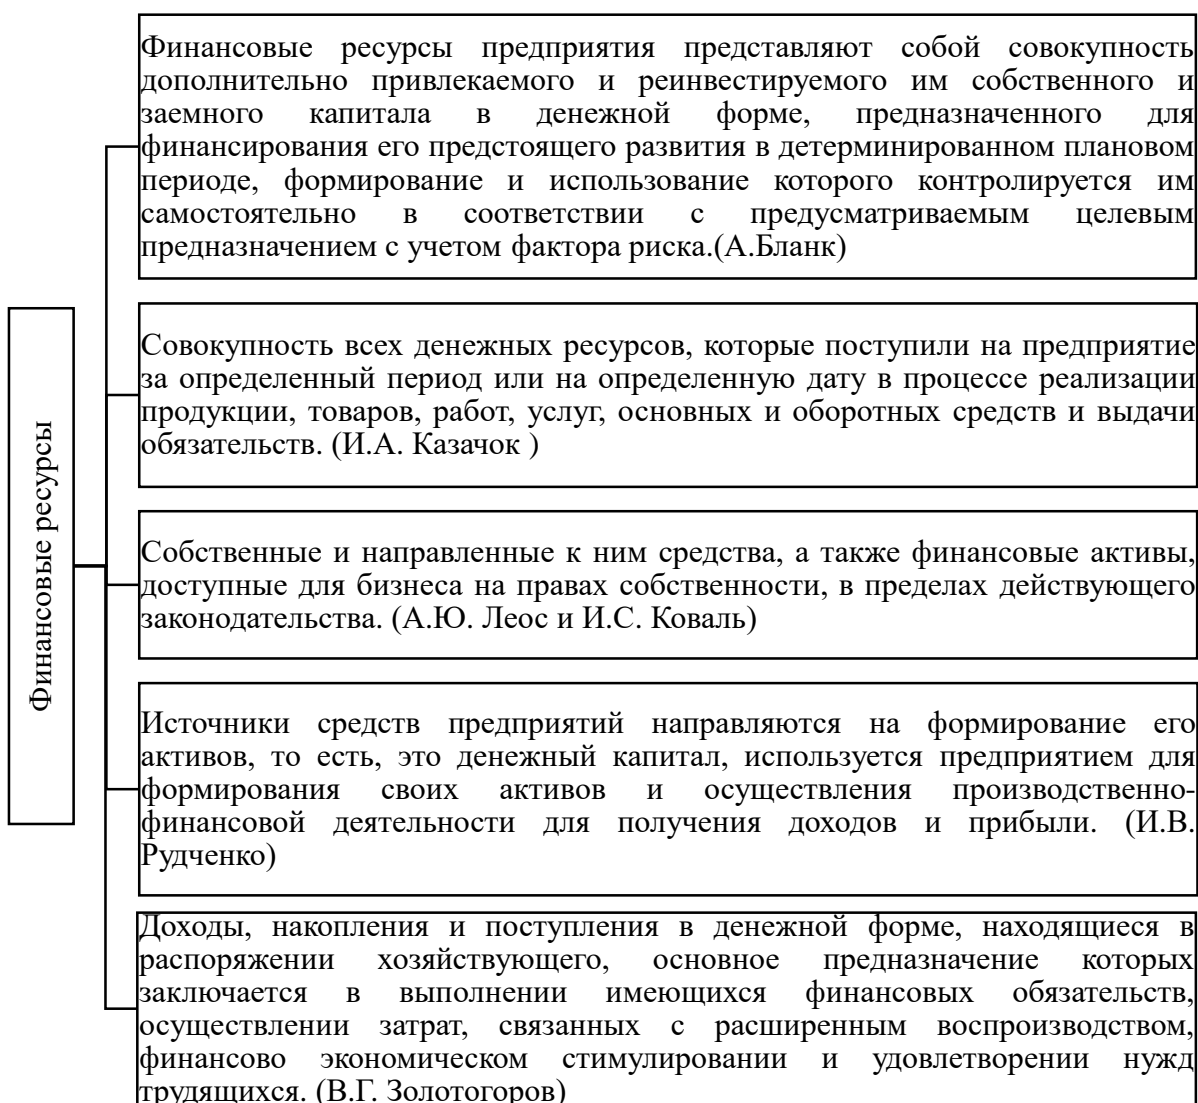 Финансовые ресурсы предприятия представляют собой совокупность
дополнительно привлекаемого и реинвестируемого им собственного и
заемного капитала в денежной форме, предназначенного для
финансирования его предстоящего развития в детерминированном плановом
периоде, формирование и использование которого контролируется им
самостоятельно в соответствии с предусматриваемым целевым
предназначением с учетом фактора риска.(А.Бланк)
Финансовые ресурсы
Совокупность всех денежных ресурсов, которые поступили на предприятие
за определенный период или на определенную дату в процессе реализации
продукции, товаров, работ, услуг, основных и оборотных средств и выдачи
обязательств. (И.А. Казачок )
Собственные и направленные к ним средства, а также финансовые активы,
доступные для бизнеса на правах собственности, в пределах действующего
законодательства. (А.Ю. Леос и И.С. Коваль)
Источники средств предприятий направляются на формирование его
активов, то есть, это денежный капитал, используется предприятием для
формирования своих активов и осуществления производственно-
финансовой деятельности для получения доходов и прибыли. (И.В.
Рудченко)
Доходы, накопления и поступления в денежной форме, находящиеся в
распоряжении хозяйствующего, основное предназначение которых
заключается в выполнении имеющихся финансовых обязательств,
осуществлении затрат, связанных с расширенным воспроизводством,
финансово экономическом стимулировании и удовлетворении нужд
трудящихся. (В.Г. Золотогоров)